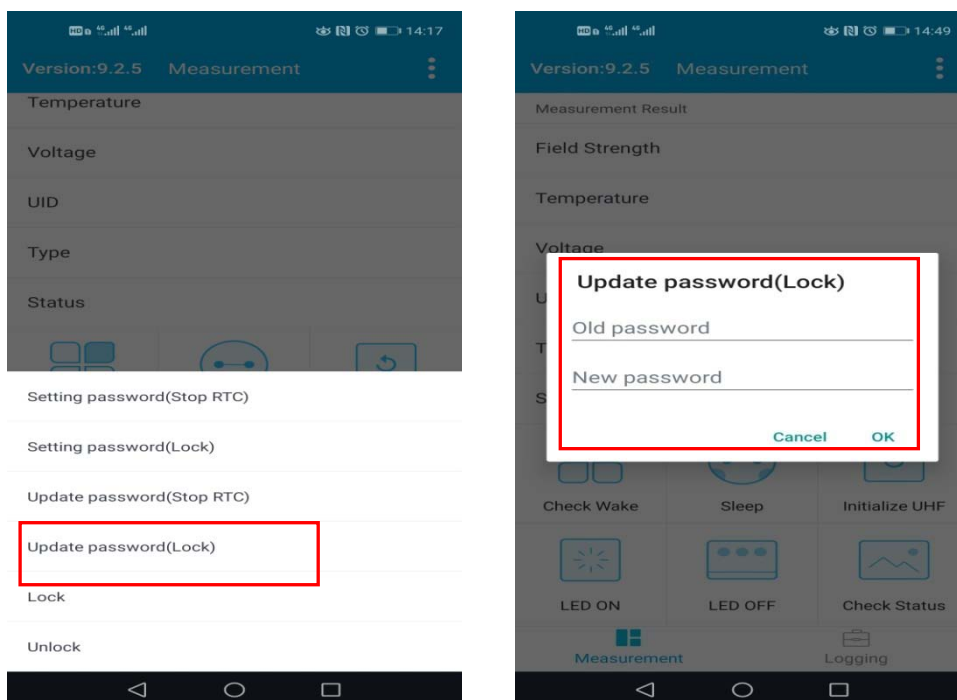 14:17
Version:9.2.5 Measurement
Temperature
Voltage
UID
Type
Status
Setting password(Stop RTC)
Setting password(Lock)
Update password(Stop RTC)
Update password(Lock)
Lock
Unlock
14:49
Version:9.2.5 Measurement
Measurement Result
Field Strength
Temperature
Voltage
Update password(Lock)
Old password
New password
Cancel OK
Check Wake Sleep Initialize UHF
LED ON LED OFF Check Status
Measurement Logging